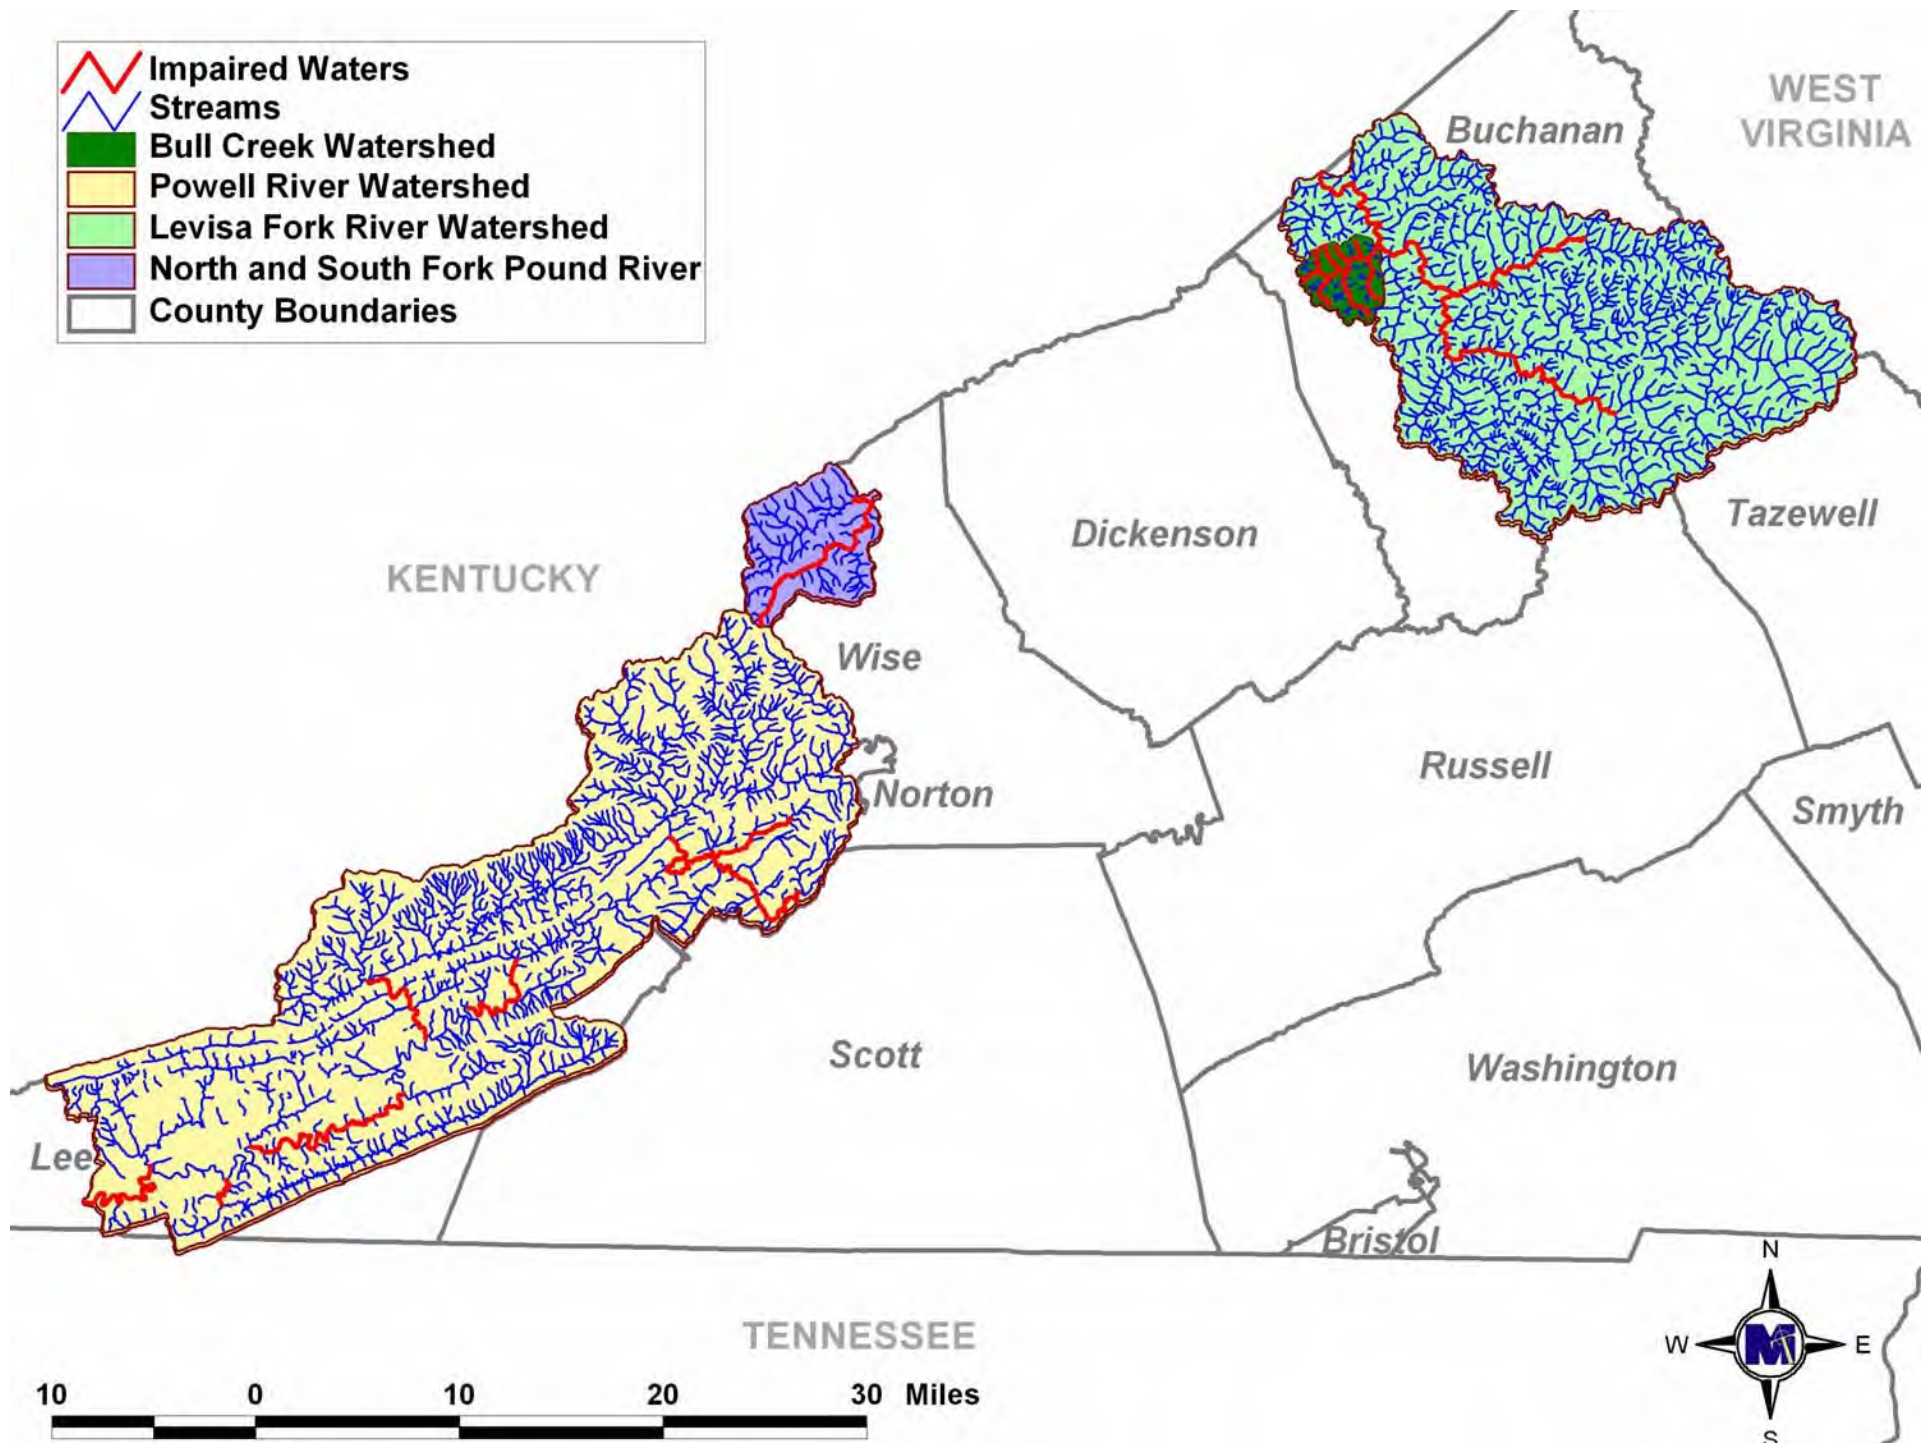 Impaired Waters
Streams
Bull Creek Watershed
Powell River Watershed
Levisa Fork River Watershed
North and South Fork Pound River
County Boundaries
WEST
VIRGINIA
Buchanan
Tazewell
Dickenson
KENTUCKY
Wise
Norton
Russell
Smyth
Scott
Washington
Lee
Bristol
TENNESSEE
N
W E
S
10 0 10 20 30 Miles